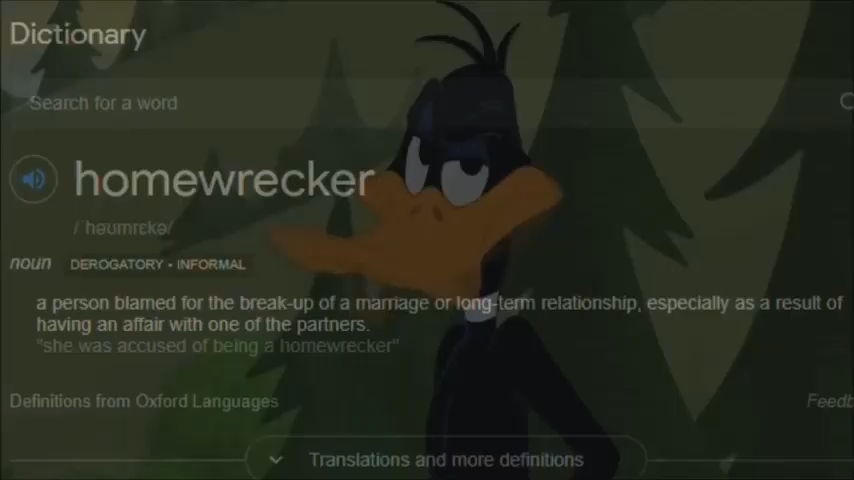 Dictionary
Search for a word
homewrecker
/ˈhəʊmrɛkə/
noun DEROGATORY • INFORMAL
a person blamed for the break-up of a marriage or long-term relationship, especially as a result of
having an affair with one of the partners.
"she was accused of being a homewrecker"
Definitions from Oxford Languages
Feedb
Translations and more definitions